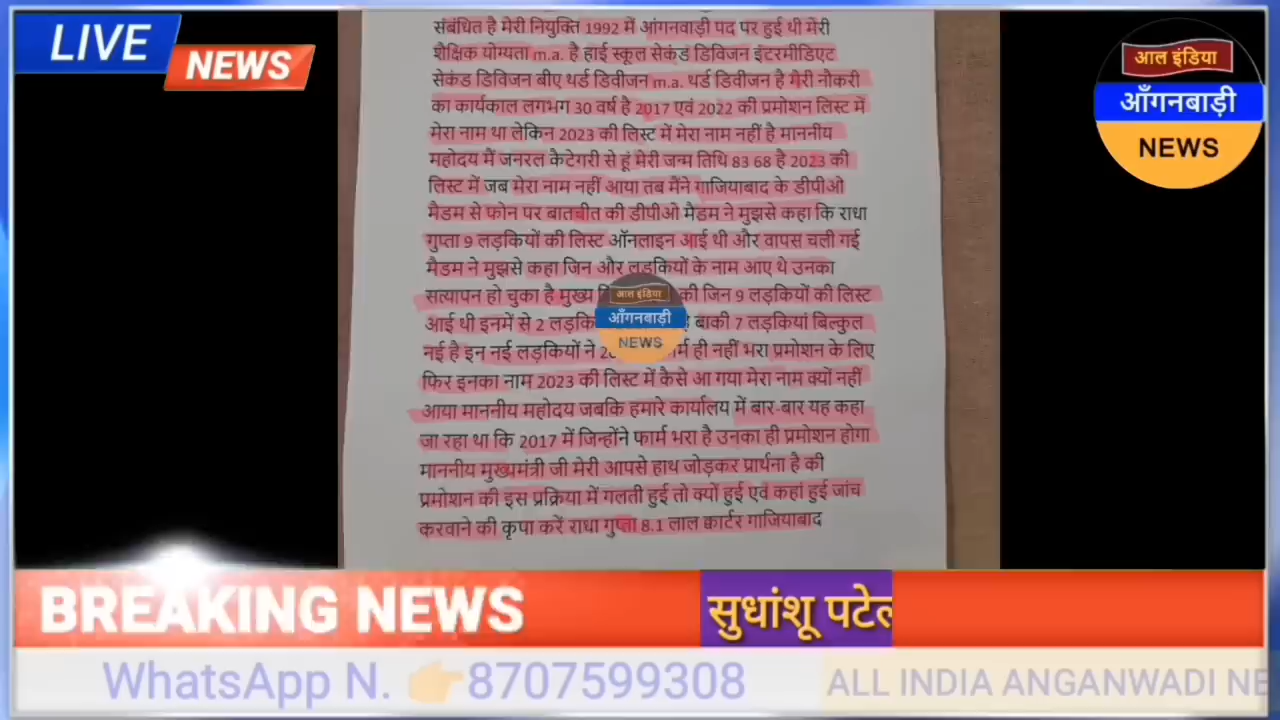 LIVE
NEWS
संबंधित है मेरी नियुक्ति 1992 में आंगनवाड़ी पद पर हुई थी मेरी
शैक्षिक योग्यता m.a. है हाई स्कूल सेकंड डिविजन इंटरमीडिएट
सेकंड डिविजन बीए थर्ड डिवीजन m.a. थर्ड डिवीजन है मेरी नौकरी
का कार्यकाल लगभग 30 वर्ष है 2017 एवं 2022 की प्रमोशन लिस्ट में
मेरा नाम था लेकिन 2023 की लिस्ट में मेरा नाम नहीं है माननीय
महोदय मैं जनरल कैटेगरी से हूं मेरी जन्म तिथि 83 68 है 2023 की
लिस्ट में जब मेरा नाम नहीं आया तब मैंने गाजियाबाद के डीपीओ
मैडम से फोन पर बातचीत की डीपीओ मैडम ने मुझसे कहा कि राधा
गुप्ता 9 लड़कियों की लिस्ट ऑनलाइन आई थी और वापस चली गई
मैडम ने मुझसे कहा जिन और लड़कियों के नाम आए थे उनका
सत्यापन हो चुका है मुख्य की जिन 9 लड़कियों की लिस्ट
आई थी इनमें से 2 बाकी 7 लड़कियां बिल्कुल
नई है इन नई लड़कियों ने ही नहीं भरा प्रमोशन के लिए
फिर इनका नाम 2023 की लिस्ट में कैसे आ गया मेरा नाम क्यों नहीं
आया माननीय महोदय जबकि हमारे कार्यालय में बार-बार यह कहा
जा रहा था कि 2017 में जिन्होंने फार्म भरा है उनका ही प्रमोशन होगा
माननीय मुख्यमंत्री जी मेरी आपसे हाथ जोड़कर प्रार्थना है की
प्रमोशन की इस प्रक्रिया में गलती हुई तो क्यों हुई एवं कहां हुई जांच
करवाने की कृपा करें राधा गुप्ता 8.1 लाल क्वार्टर गाजियाबाद
आल इंडिया
आँगनबाड़ी
NEWS
आल इंडिया
आँगनबाड़ी
NEWS
BREAKING NEWS
सुधांशू पटेल
WhatsApp N. 👉8707599308
ALL INDIA ANGANWADI NE